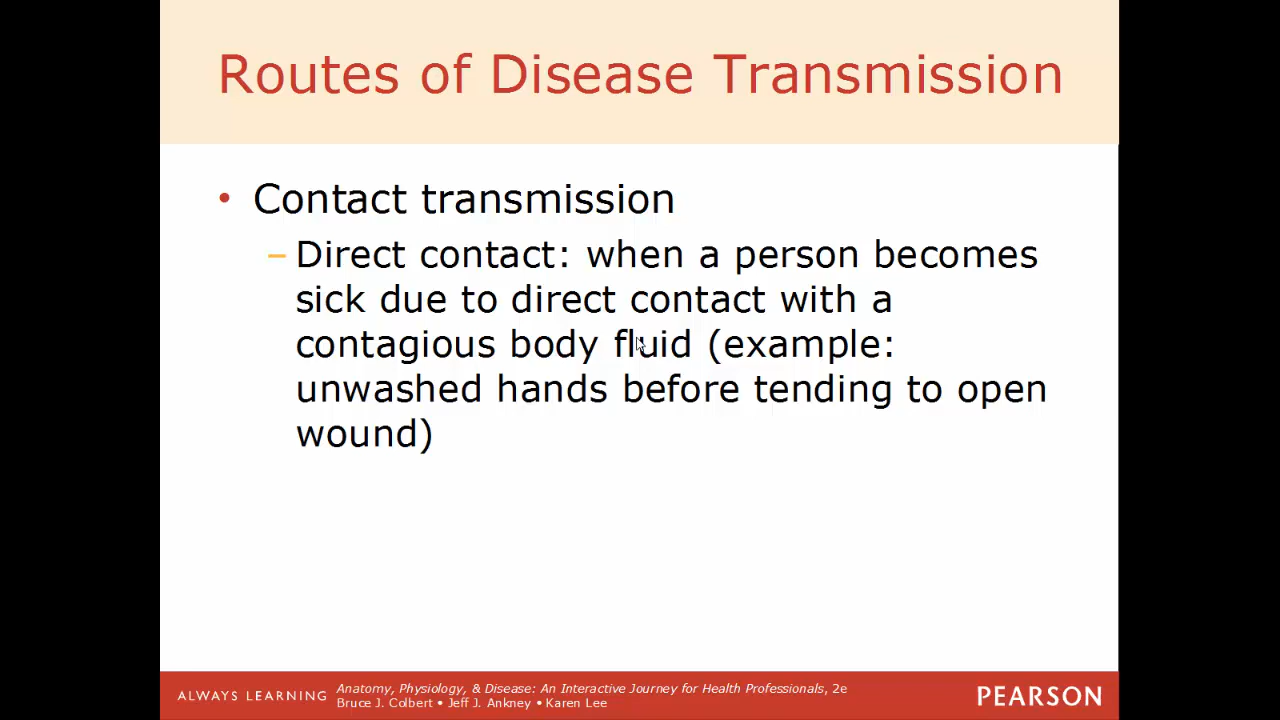 Routes of Disease Transmission
• Contact transmission
– Direct contact: when a person becomes
sick due to direct contact with a
contagious body fluid (example:
unwashed hands before tending to open
wound)
ALWAYS LEARNING
Anatomy, Physiology, & Disease: An Interactive Journey for Health Professionals, 2e
Bruce J. Colbert • Jeff J. Ankney • Karen Lee
PEARSON